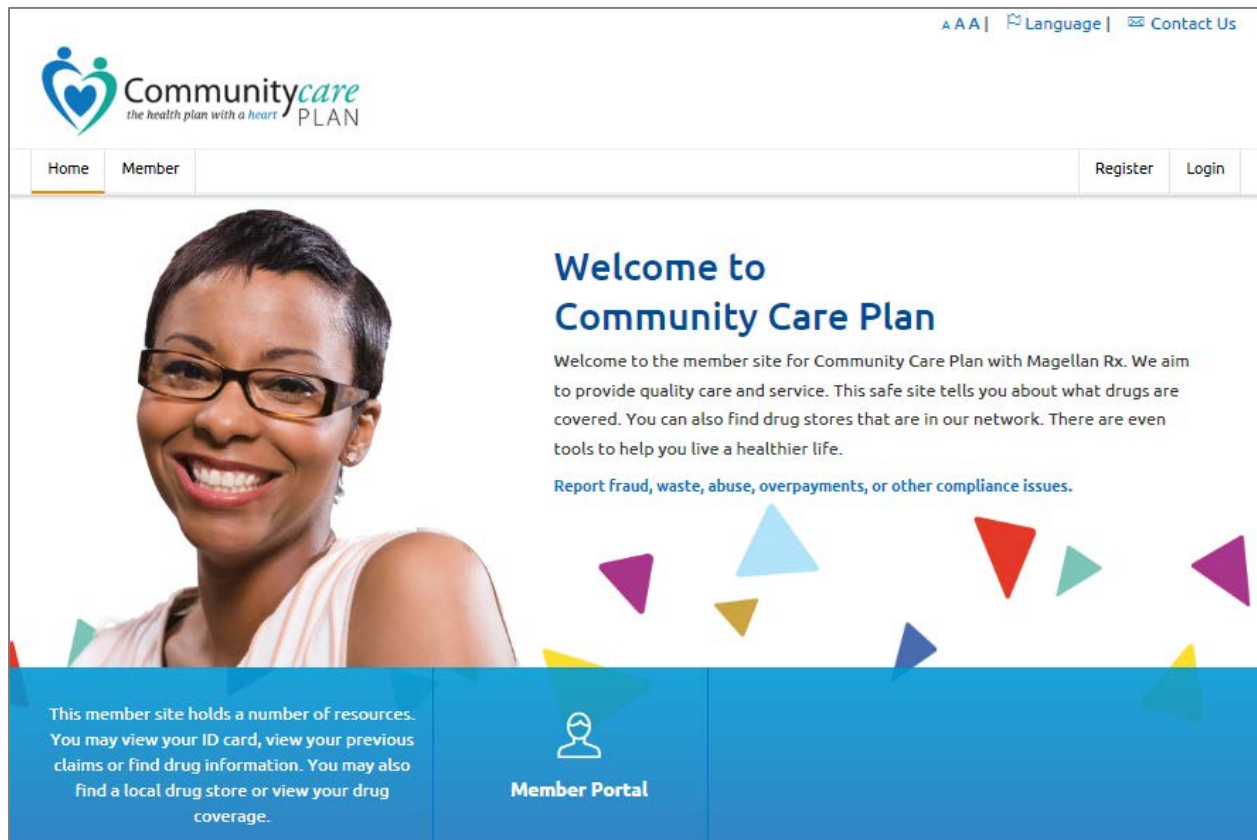 A A A | Language | Contact Us
Communitycare
the health plan with a heart PLAN
Home Member Register Login
Welcome to
Community Care Plan
Welcome to the member site for Community Care Plan with Magellan Rx. We aim
to provide quality care and service. This safe site tells you about what drugs are
covered. You can also find drug stores that are in our network. There are even
tools to help you live a healthier life.
Report fraud, waste, abuse, overpayments, or other compliance issues.
This member site holds a number of resources.
You may view your ID card, view your previous
claims or find drug information. You may also
find a local drug store or view your drug
coverage.
Member Portal